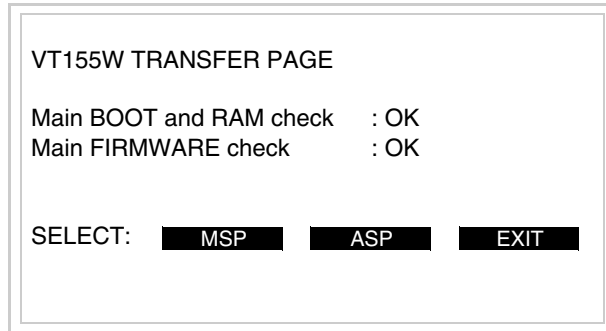 VT155W TRANSFER PAGE
Main BOOT and RAM check : OK
Main FIRMWARE check : OK
SELECT: MSP ASP EXIT